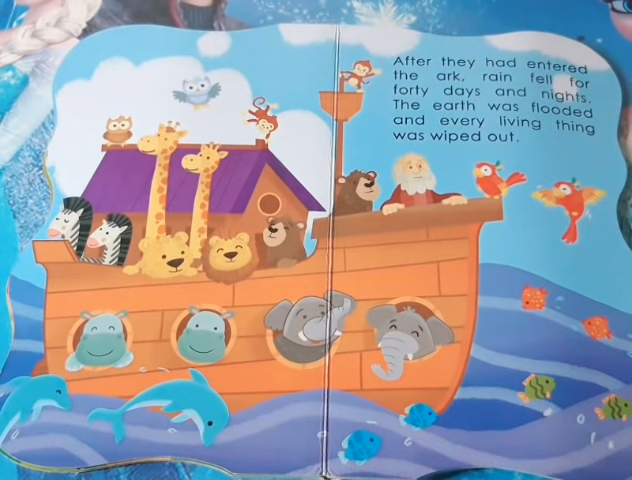 After they had entered
the ark, rain fell for
forty days and nights.
The earth was flooded
and every living thing
was wiped out.